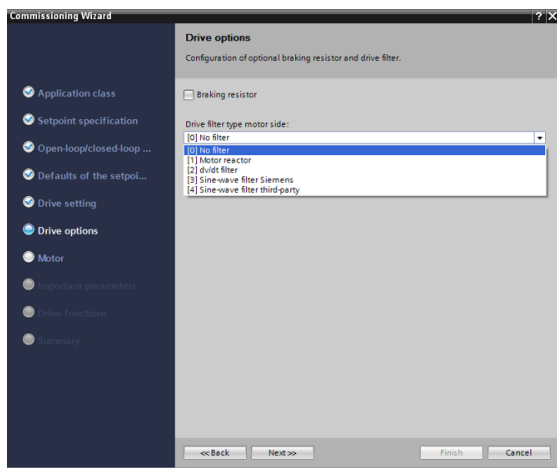 Commissioning Wizard
? X
Drive options
Configuration of optional braking resistor and drive filter.
Application class
Setpoint specification
Open-loop/closed-loop ...
Defaults of the setpoi...
Drive setting
Drive options
Motor
Important parameters
Drive functions
Summary
Braking resistor
Drive filter type motor side:
[0] No filter
[0] No filter
[1] Motor reactor
[2] dv/dt filter
[3] Sine-wave filter Siemens
[4] Sine-wave filter third-party
<< Back
Next >>
Finish
Cancel